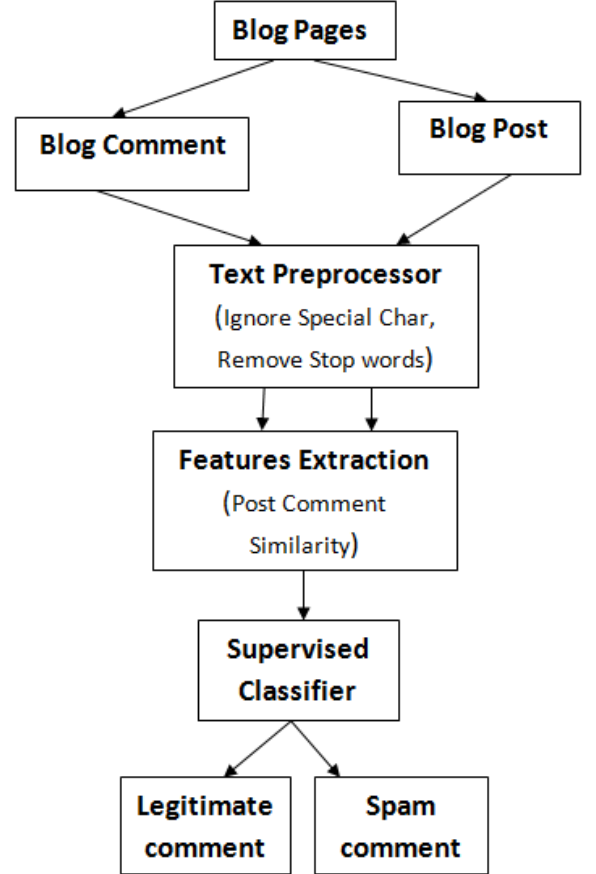 Blog Pages
Blog Comment
Blog Post
Text Preprocessor
(Ignore Special Char,
Remove Stop words)
Features Extraction
(Post Comment
Similarity)
Supervised
Classifier
Legitimate
comment
Spam
comment